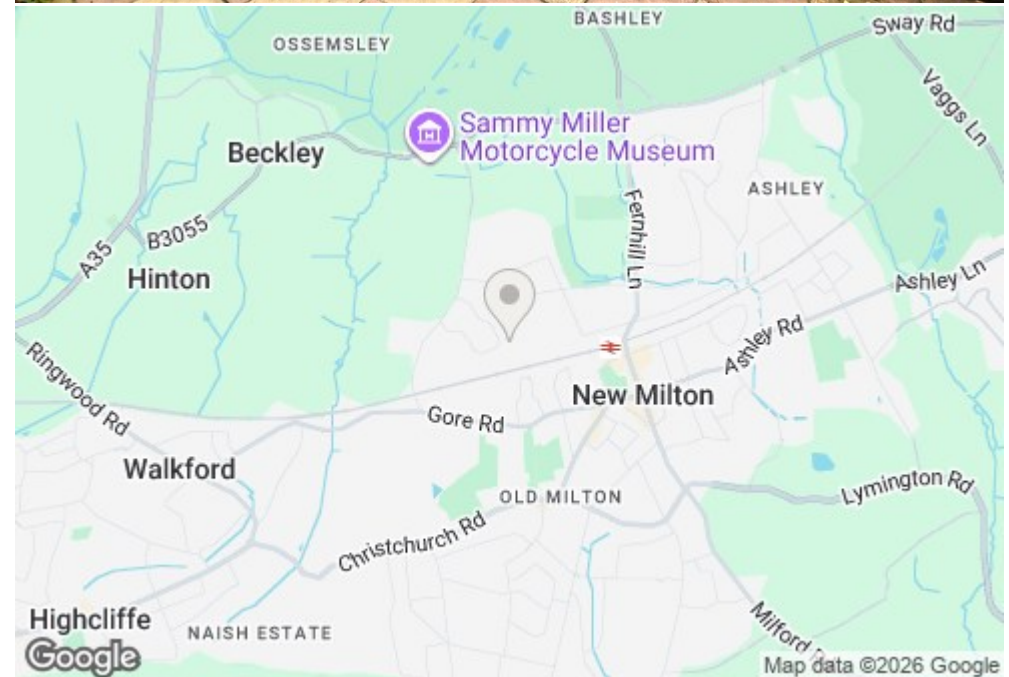 BASHLEY
Sway Rd
OSSEMSLEY
Vaggs Ln
Sammy Miller
Motorcycle Museum
Beckley
ASHLEY
Fernhill Ln
B3055
A35
Hinton
Ashley Ln
Ashley Rd
Ringwood Rd
New Milton
Gore Rd
Walkford
OLD MILTON
Lymington Rd
Christchurch Rd
Highcliffe
NAISH ESTATE
Milford
Google
Map data ©2026 Google